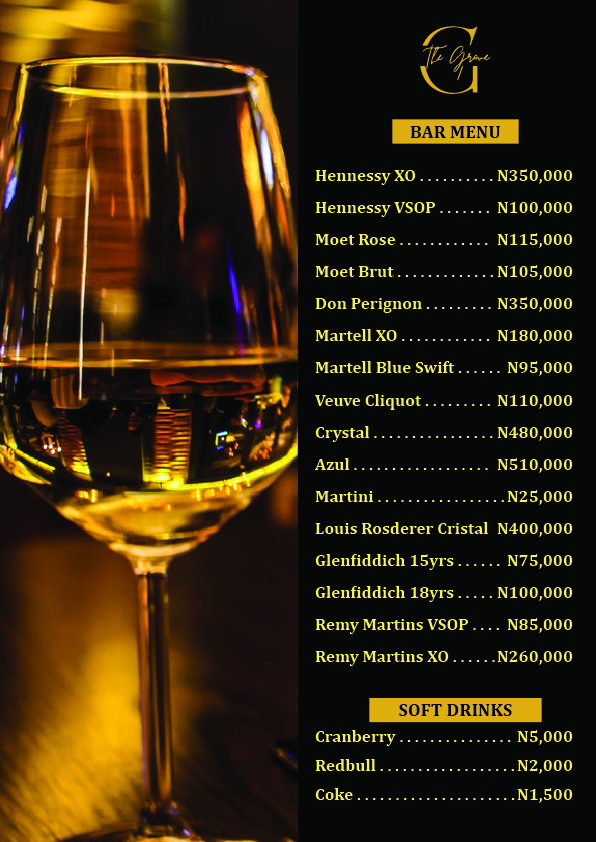 The Grove
G
BAR MENU
Hennessy XO . . . . . . . . . . N350,000
Hennessy VSOP . . . . . . . N100,000
Moet Rose . . . . . . . . . . . . N115,000
Moet Brut . . . . . . . . . . . . . N105,000
Don Perignon . . . . . . . . . N350,000
Martell XO . . . . . . . . . . . . N180,000
Martell Blue Swift . . . . . . N95,000
Veuve Cliquot . . . . . . . . . N110,000
Crystal . . . . . . . . . . . . . . . . N480,000
Azul . . . . . . . . . . . . . . . . . N510,000
Martini . . . . . . . . . . . . . . . . . N25,000
Louis Rosderer Cristal N400,000
Glenfiddich 15yrs . . . . . . N75,000
Glenfiddich 18yrs . . . . . N100,000
Remy Martins VSOP . . . . N85,000
Remy Martins XO . . . . . . N260,000
SOFT DRINKS
Cranberry . . . . . . . . . . . . . . . N5,000
Redbull . . . . . . . . . . . . . . . . . . N2,000
Coke . . . . . . . . . . . . . . . . . . . . . N1,500